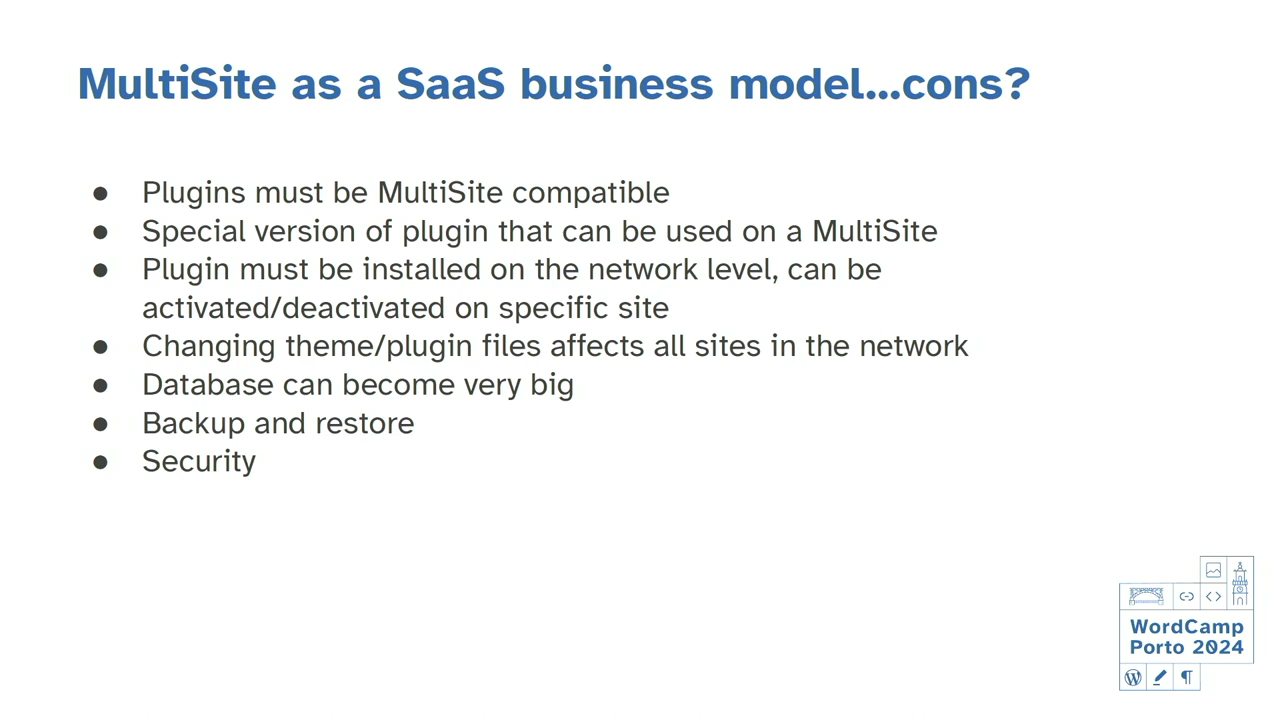 MultiSite as a SaaS business model...cons?
● Plugins must be MultiSite compatible
● Special version of plugin that can be used on a MultiSite
● Plugin must be installed on the network level, can be
activated/deactivated on specific site
● Changing theme/plugin files affects all sites in the network
● Database can become very big
● Backup and restore
● Security
WordCamp
Porto 2024